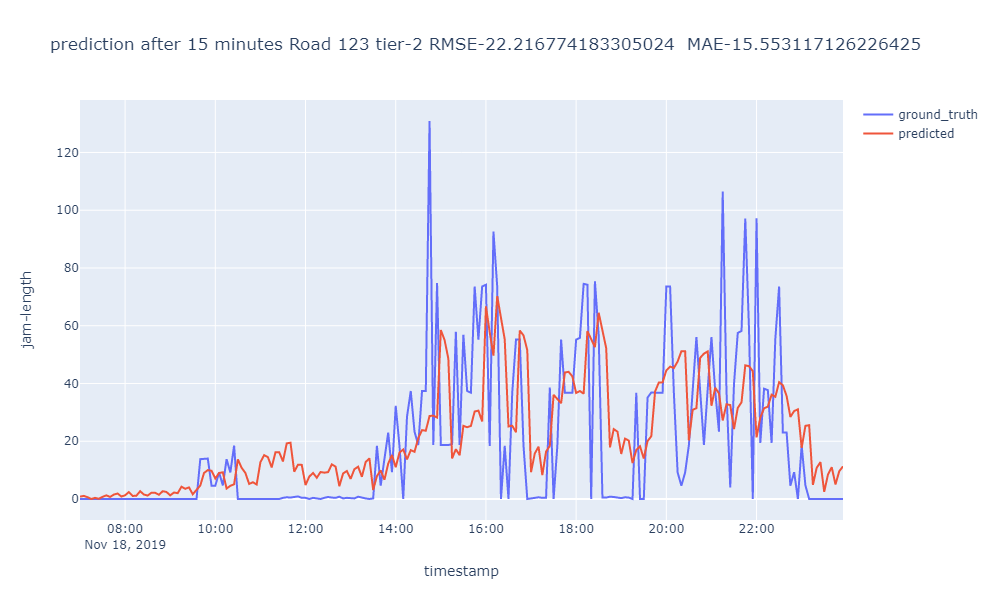 prediction after 15 minutes Road 123 tier-2 RMSE-22.216774183305024  MAE-15.553117126226425
ground_truth
predicted
120
100
80
60
40
20
0
jam-length
08:00 10:00 12:00 14:00 16:00 18:00 20:00 22:00
Nov 18, 2019
timestamp